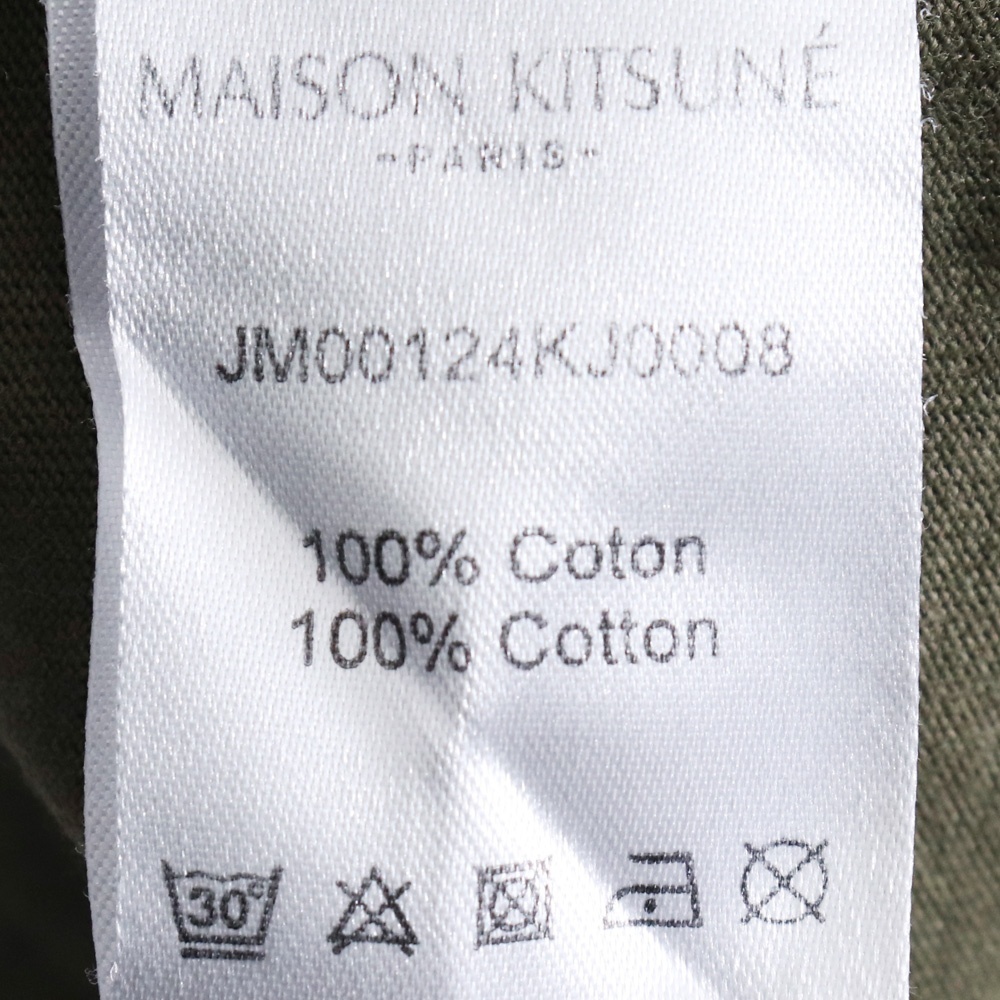 MAISON KITSUNÉ
-PARIS-
JM00124KJ0008
100% Coton
100% Cotton
30°